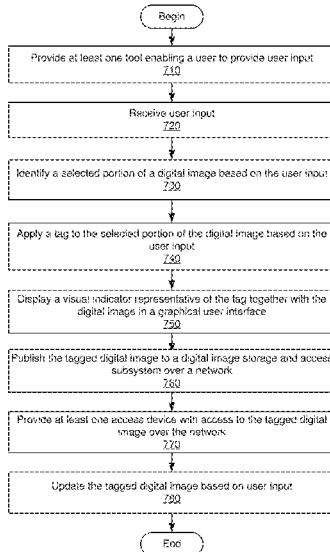 Begin
Provide at least one tool enabling a user to provide user input
710
Receive user input
720
Identify a selected portion of a digital image based on the user input
730
Apply a tag to the selected portion of the digital image based on the
user input
740
Display a visual indicator representative of the tag together with the
digital image in a graphical user interface
750
Publish the tagged digital image to a digital image storage and access
subsystem over a network
760
Provide at least one access device with access to the tagged digital
image over the network
770
Update the tagged digital image based on user input
780
End